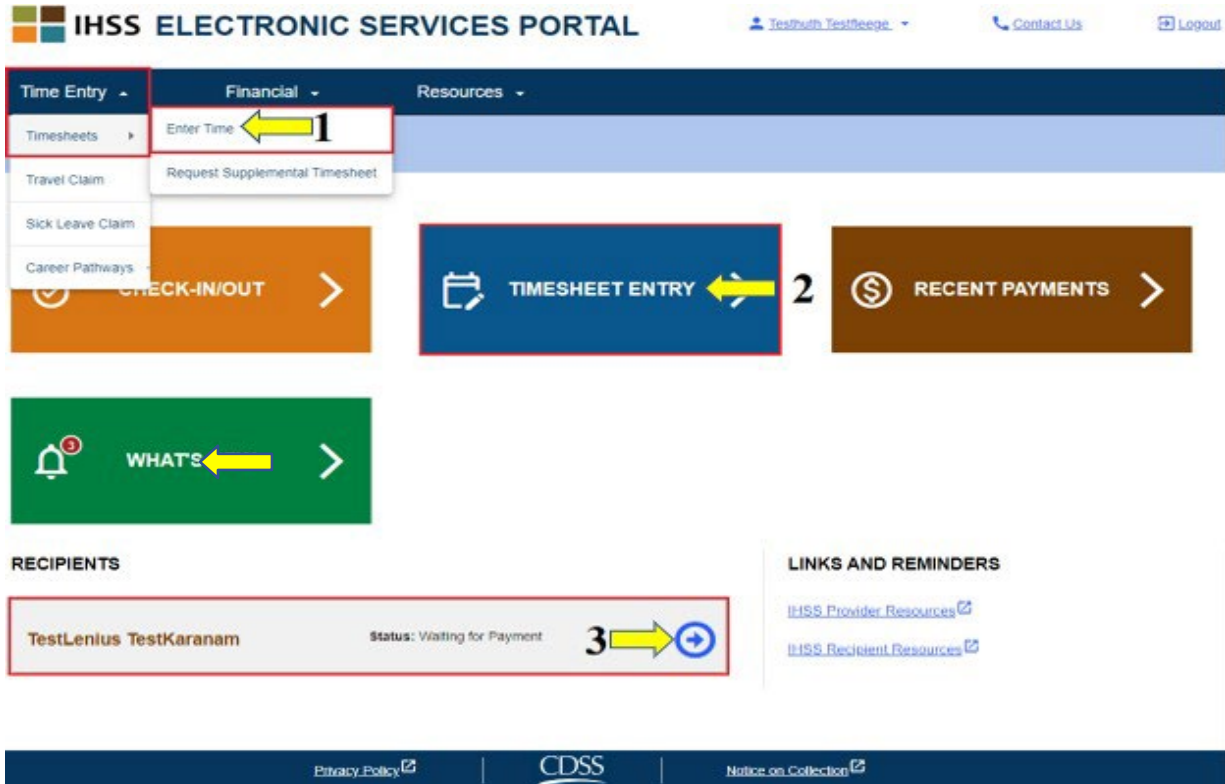 IHSS ELECTRONIC SERVICES PORTAL
Testhuth Testfleege
Contact Us
Logout
Time Entry
Financial
Resources
Timesheets
Enter Time
1
Travel Claim
Request Supplemental Timesheet
Sick Leave Claim
Career Pathways
CHECK-IN/OUT
TIMESHEET ENTRY
2
RECENT PAYMENTS
3
WHAT'S
RECIPIENTS
LINKS AND REMINDERS
TestLenius TestKaranam
Status: Waiting for Payment
3
IHSS Provider Resources
IHSS Recipient Resources
Privacy Policy
CDSS
Notice on Collection